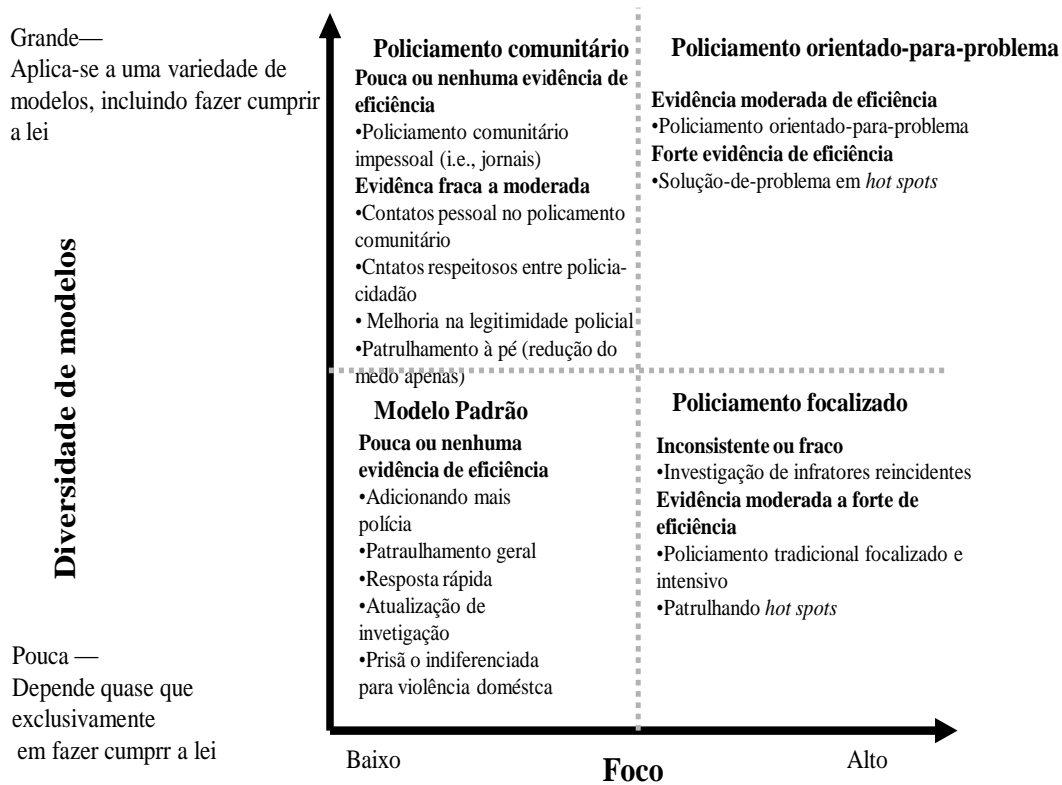 Grande—
Aplica-se a uma variedade de
modelos, incluindo fazer cumprir
a lei
Diversidade de modelos
Pouca —
Depende quase que
exclusivamente
em fazer cumprr a lei
Policiamento comunitário
Pouca ou nenhuma evidência de
eficiência
•Policiamento comunitário
impessoal (i.e., jornais)
Evidênca fraca a moderada
•Contatos pessoal no policamento
comunitário
•Cntatos respeitosos entre policia-
cidadão
• Melhoria na legitimidade policial
•Patrulhamento à pé (redução do
medo apenas)
Policiamento orientado-para-problema
Evidência moderada de eficiência
•Policiamento orientado-para-problema
Forte evidência de eficiência
•Solução-de-problema em hot spots
Modelo Padrão
Pouca ou nenhuma
evidência de eficiência
•Adicionando mais
polícia
•Patraulhamento geral
•Resposta rápida
•Atualização de
invetigação
•Prisã o indiferenciada
para violência doméstca
Policiamento focalizado
Inconsistente ou fraco
•Investigação de infratores reincidentes
Evidência moderada a forte de
eficiência
•Policiamento tradicional focalizado e
intensivo
•Patrulhando hot spots
Baixo
Foco
Alto